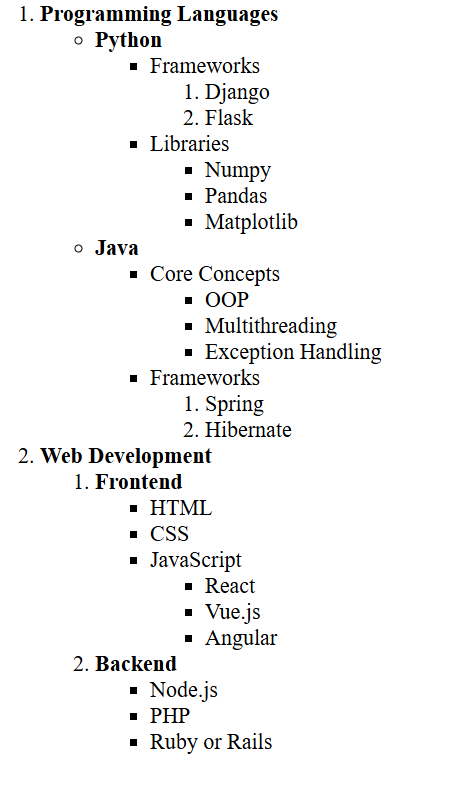 1. Programming Languages
○ Python
▪ Frameworks
1. Django
2. Flask
▪ Libraries
▪ Numpy
▪ Pandas
▪ Matplotlib
○ Java
▪ Core Concepts
▪ OOP
▪ Multithreading
▪ Exception Handling
▪ Frameworks
1. Spring
2. Hibernate
2. Web Development
1. Frontend
▪ HTML
▪ CSS
▪ JavaScript
▪ React
▪ Vue.js
▪ Angular
2. Backend
▪ Node.js
▪ PHP
▪ Ruby or Rails